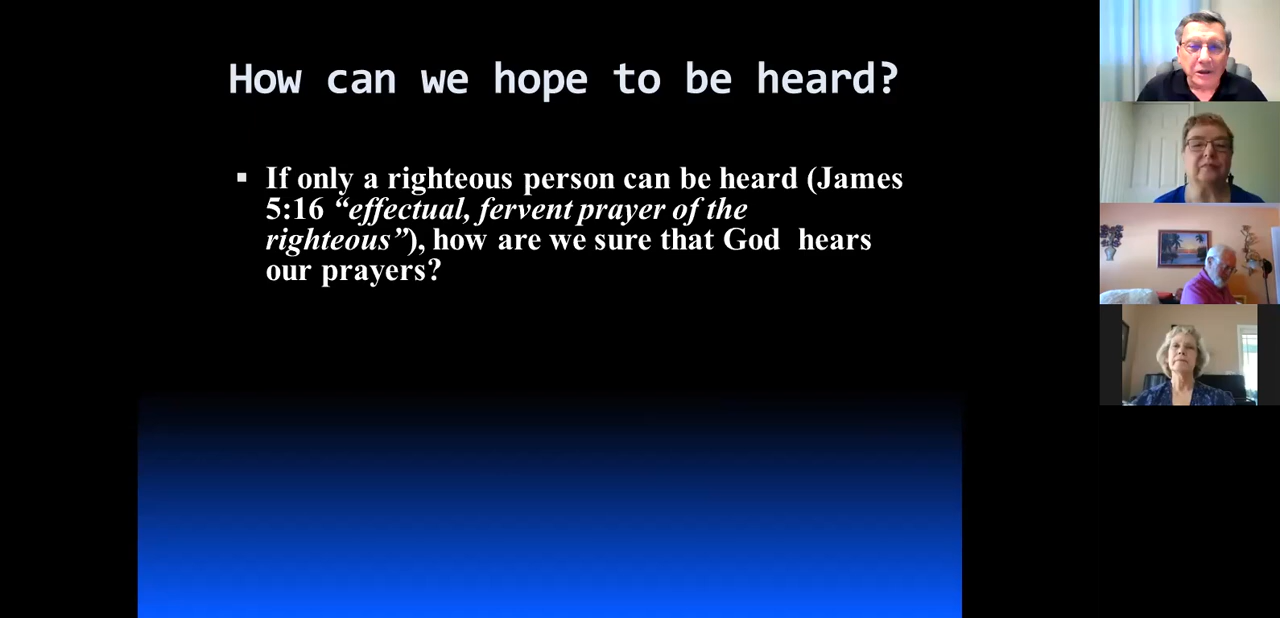 How can we hope to be heard?
▪ If only a righteous person can be heard (James
5:16 “effectual, fervent prayer of the
righteous”), how are we sure that God  hears
our prayers?